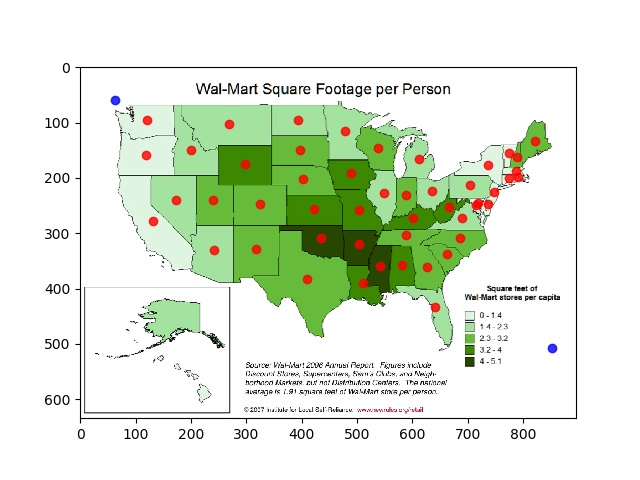 Wal-Mart Square Footage per Person
0
100
200
300
400
500
600
Square feet of
Wal-Mart stores per capita
0 - 1.4
1.4 - 2.3
2.3 - 3.2
3.2 - 4
4 - 5.1
Source: Wal-Mart 2006 Annual Report. Figures include
Discount Stores, Supercenters, Sam's Clubs, and Neigh-
borhood Markets, but not Distribution Centers. The national
average is 1.91 square feet of Wal-Mart store per person.
© 2007 Institute for Local Self-Reliance. www.newrules.org/retail
0 100 200 300 400 500 600 700 800